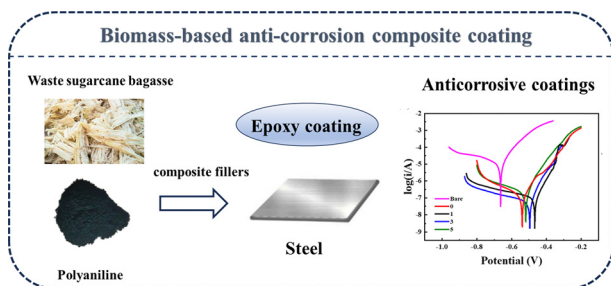 Biomass-based anti-corrosion composite coating
Waste sugarcane bagasse
Polyaniline
composite fillers
Epoxy coating
Steel
Anticorrosive coatings
log(i/A)
-2
-3
-4
-5
-6
-7
-8
-9
Bare
0
1
3
5
-1.0
-0.8
-0.6
-0.4
-0.2
Potential (V)